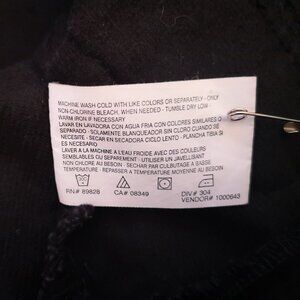 MACHINE WASH COLD WITH LIKE COLORS OR SEPARATELY - ONLY
NON-CHLORINE BLEACH, WHEN NEEDED - TUMBLE DRY LOW -
WARM IRON IF NECESSARY
LAVAR EN LAVADORA CON AGUA FRIA CON COLORES SIMILARES O
SEPARADO - SOLAMENTE BLANQUEADOR SIN CLORO CUANDO SE
NECESITE - SECAR EN SECADORA CICLO LENTO - PLANCHA TIBIA SI
ES NECESARIO
LAVER À LA MACHINE À L'EAU FROIDE AVEC DES COULEURS
SEMBLABLES OU SEPAREMENT - UTILISER UN JAVELLISANT
NON CHLORE AU BESOIN - SECHAR PAR CULBUTAGE A BASSE
TEMPERATURE - REPASSER A TEMPERATURE MOYENNE AU BESOIN
RN# 89828 CA# 08349 DIV# 304
VENDOR# 1000643